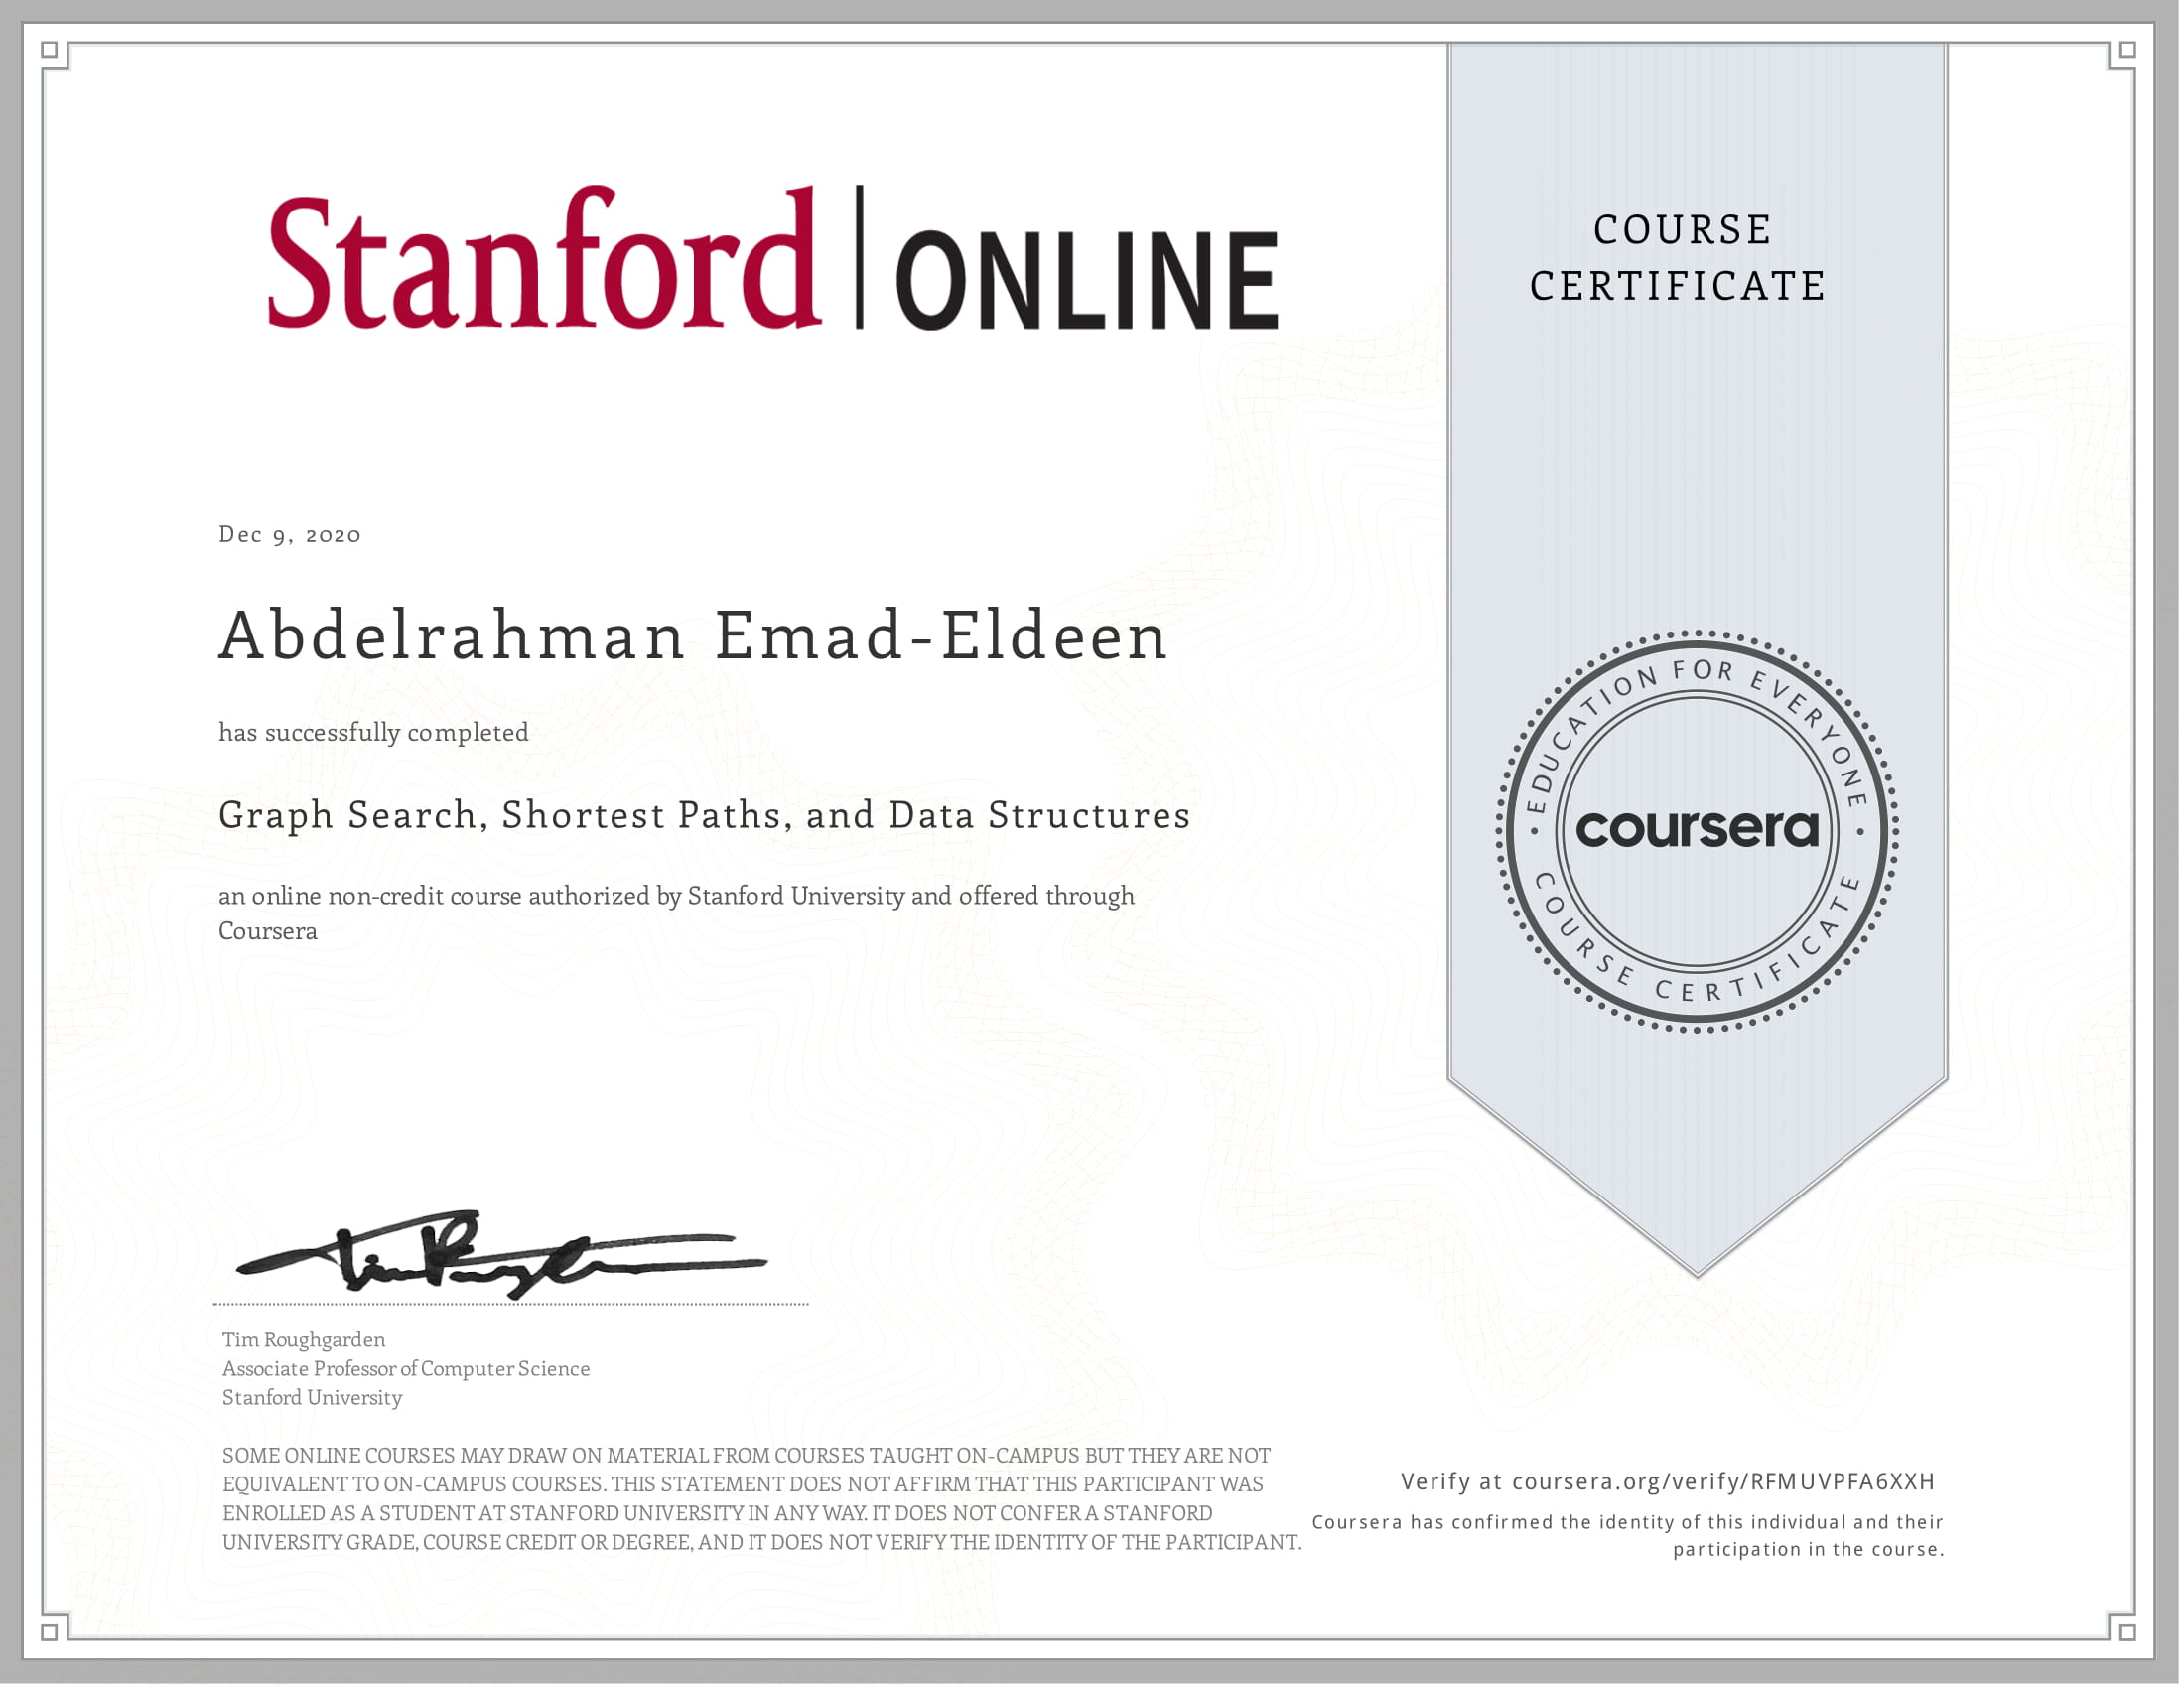 Stanford | ONLINE
COURSE
CERTIFICATE
Dec 9, 2020
Abdelrahman Emad-Eldeen
has successfully completed
Graph Search, Shortest Paths, and Data Structures
an online non-credit course authorized by Stanford University and offered through
Coursera
EDUCATION FOR EVERYONE
coursera
COURSE CERTIFICATE
Tim Roughgarden
Associate Professor of Computer Science
Stanford University
SOME ONLINE COURSES MAY DRAW ON MATERIAL FROM COURSES TAUGHT ON-CAMPUS BUT THEY ARE NOT
EQUIVALENT TO ON-CAMPUS COURSES. THIS STATEMENT DOES NOT AFFIRM THAT THIS PARTICIPANT WAS
ENROLLED AS A STUDENT AT STANFORD UNIVERSITY IN ANY WAY. IT DOES NOT CONFER A STANFORD
UNIVERSITY GRADE, COURSE CREDIT OR DEGREE, AND IT DOES NOT VERIFY THE IDENTITY OF THE PARTICIPANT.
Verify at coursera.org/verify/RFMUVPFA6XXH
Coursera has confirmed the identity of this individual and their
participation in the course.